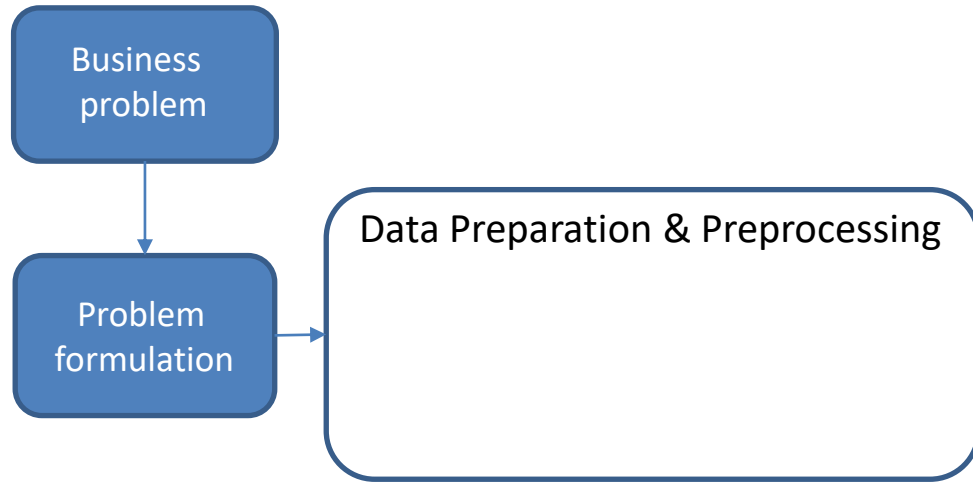 Business
problem
Data Preparation & Preprocessing
Problem
formulation